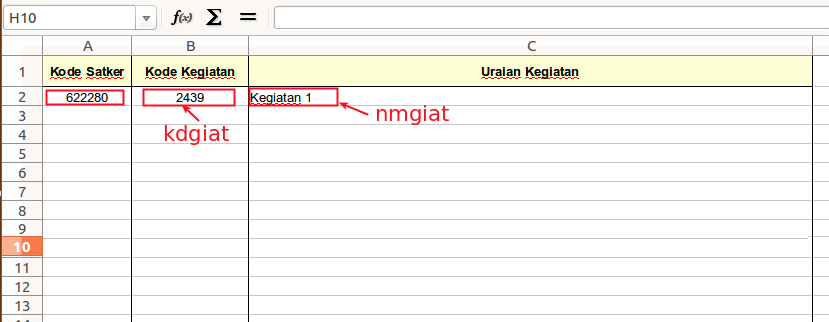 H10 f(x) Σ =
A B C
1 Kode Satker Kode Kegiatan Uraian Kegiatan
2 622280 2439 Kegiatan 1
3 kdgiat nmgiat
4
5
6
7
8
9
10
11
12
13